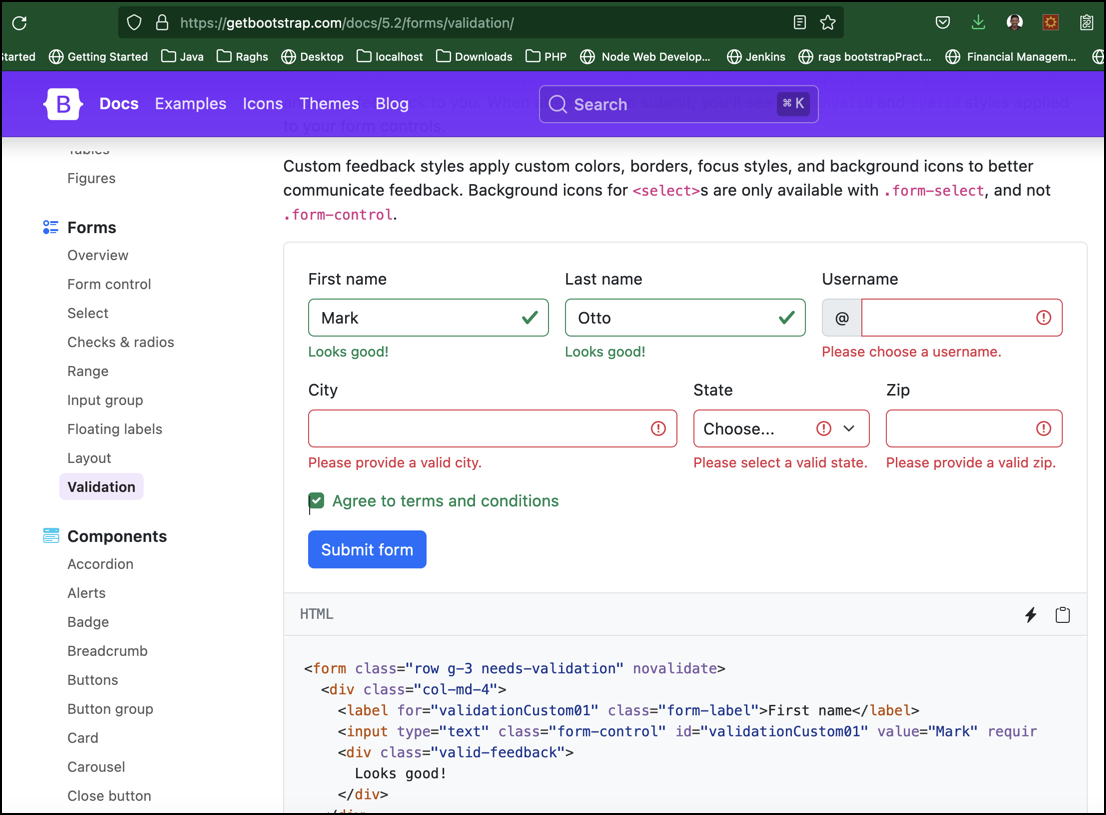 https://getbootstrap.com/docs/5.2/forms/validation/
Started Getting Started Java Raghs Desktop localhost Downloads PHP Node Web Develop... Jenkins rags bootstrapPract... Financial Managem...
B Docs Examples Icons Themes Blog Search ⌘ K
to your form controls.
Tables
Figures
Forms
Overview
Form control
Select
Checks & radios
Range
Input group
Floating labels
Layout
Validation
Components
Accordion
Alerts
Badge
Breadcrumb
Buttons
Button group
Card
Carousel
Close button
Custom feedback styles apply custom colors, borders, focus styles, and background icons to better
communicate feedback. Background icons for <select>s are only available with .form-select, and not
.form-control.
First name Last name Username
Mark Otto @
Looks good! Looks good! Please choose a username.
City State Zip
Choose...
Please provide a valid city. Please select a valid state. Please provide a valid zip.
Agree to terms and conditions
Submit form
HTML
<form class="row g-3 needs-validation" novalidate>
<div class="col-md-4">
<label for="validationCustom01" class="form-label">First name</label>
<input type="text" class="form-control" id="validationCustom01" value="Mark" requir
<div class="valid-feedback">
Looks good!
</div>
</div>